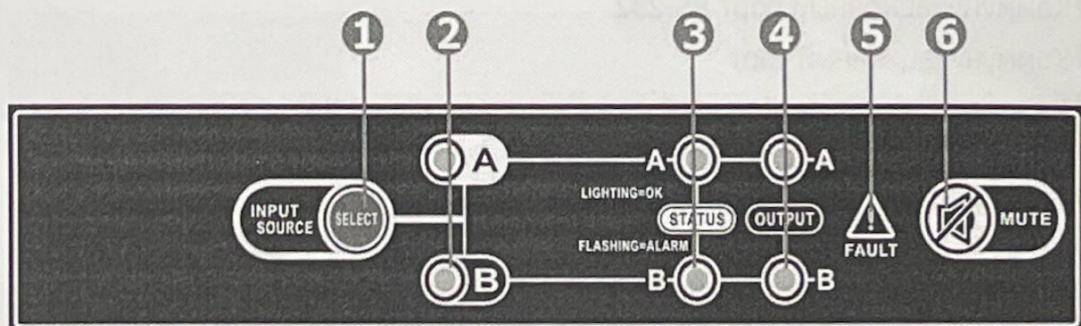 1 2 3 4 5 6
A A A
LIGHTING=OK
INPUT
SOURCE SELECT STATUS OUTPUT MUTE
FLASHING=ALARM FAULT
B B B